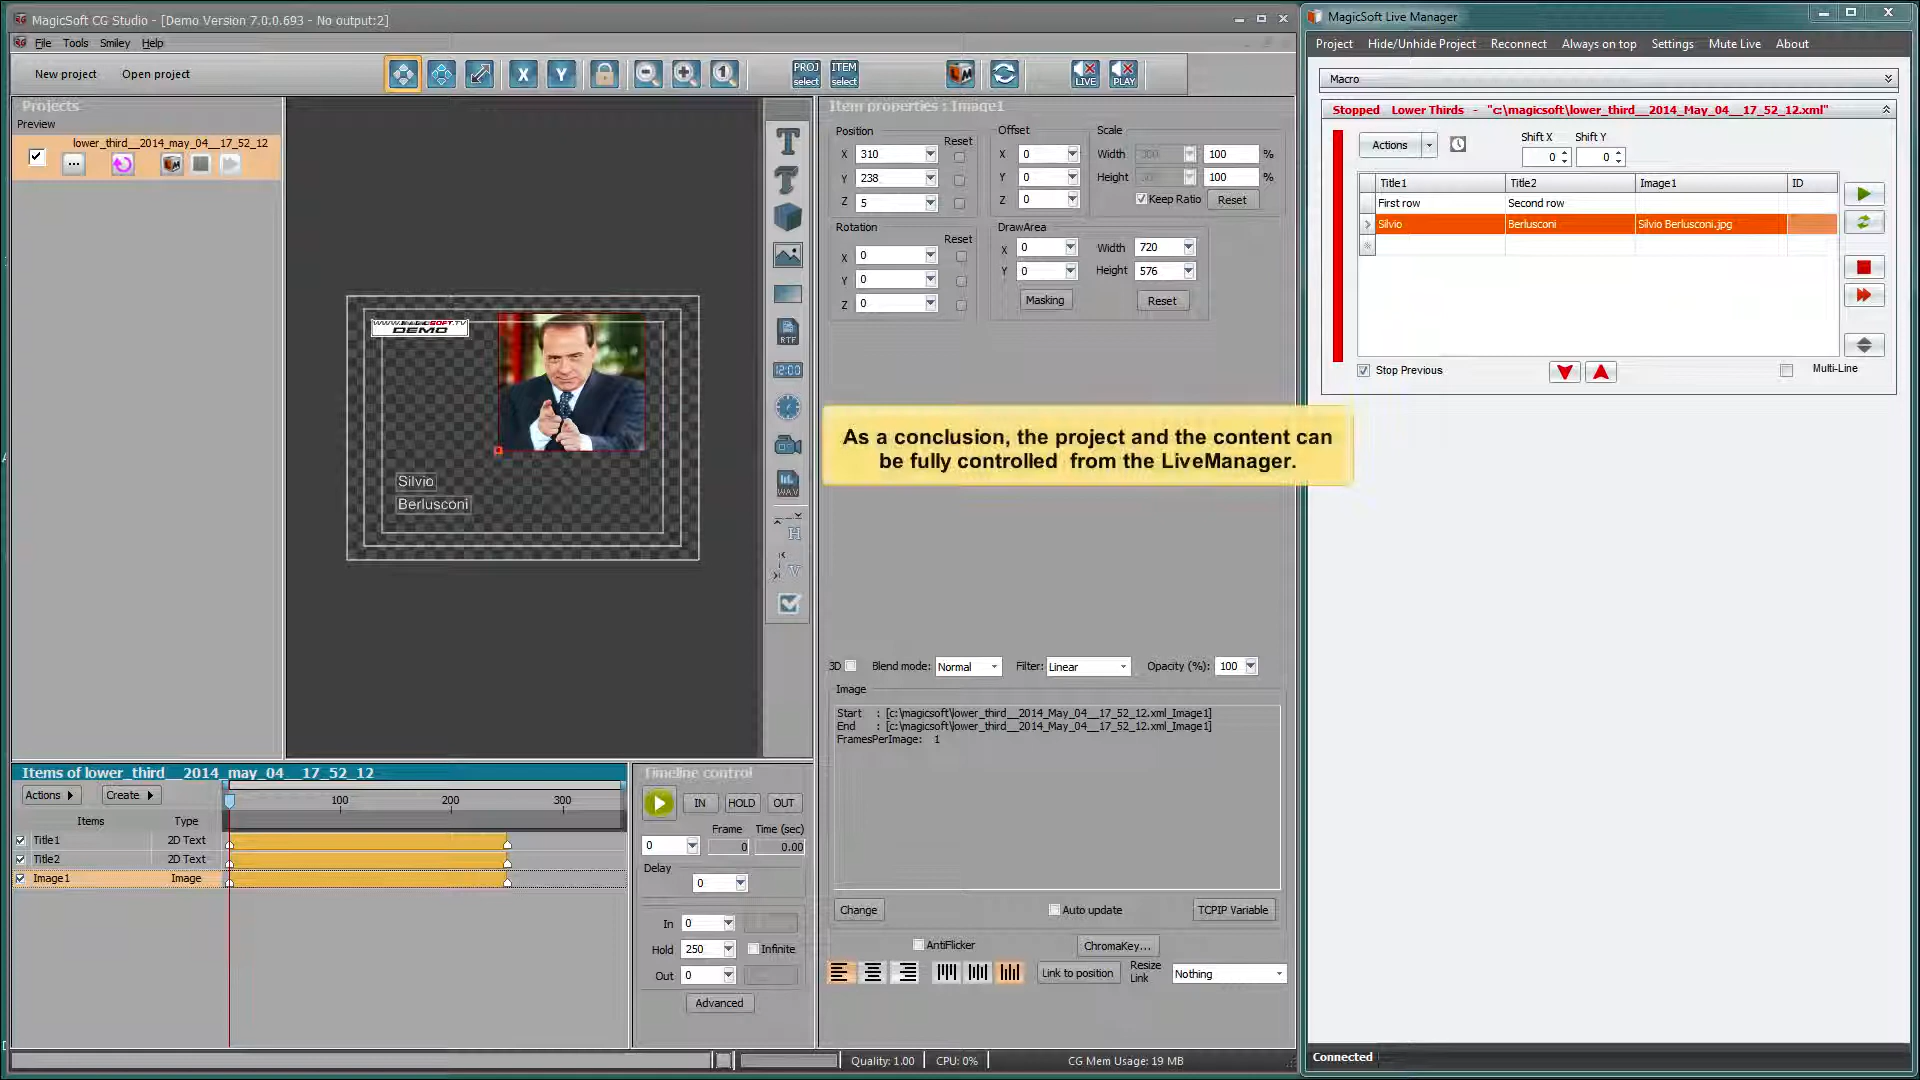 MagicSoft CG Studio - [Demo Version 7.0.0.693 - No output:2]
File Tools Smiley Help
New project Open project
X Y
PROJ select ITEM select
LIVE PLAY
Projects
Preview
lower_third__2014_may_04__17_52_12
...
WWW.MAGICSOFT.TV
DEMO
Silvio
Berlusconi
T
T
RTF
12:00
WAV
H
V
Item properties : Image1
Position
Reset
X 310
Y 238
Z 5
Offset
X 0
Y 0
Z 0
Scale
Width 100 %
Height 100 %
Keep Ratio Reset
Rotation
Reset
X 0
Y 0
Z 0
DrawArea
X 0 Width 720
Y 0 Height 576
Masking Reset
As a conclusion, the project and the content can
be fully controlled from the LiveManager.
3D Blend mode: Normal Filter: Linear Opacity (%): 100
Image
Start : [c:\magicsoft\lower_third__2014_May_04__17_52_12.xml_Image1]
End : [c:\magicsoft\lower_third__2014_May_04__17_52_12.xml_Image1]
FramesPerImage: 1
Change Auto update TCPIP Variable
AntiFlicker ChromaKey...
Link to position Resize Link Nothing
Items of lower_third__2014_may_04__17_52_12
Actions Create
100 200 300
Items Type
Title1 2D Text
Title2 2D Text
Image1 Image
Timeline control
IN HOLD OUT
Frame Time (sec)
0 0 0.00
Delay
0
In 0
Hold 250 Infinite
Out 0
Advanced
Quality: 1.00 CPU: 0% CG Mem Usage: 19 MB
MagicSoft Live Manager
Project Hide/Unhide Project Reconnect Always on top Settings Mute Live About
Macro
Stopped Lower Thirds - "c:\magicsoft\lower_third__2014_May_04__17_52_12.xml"
Actions
Shift X Shift Y
0 0
Title1 Title2 Image1 ID
First row Second row
Silvio Berlusconi Silvio Berlusconi.jpg
Stop Previous Multi-Line
Connected